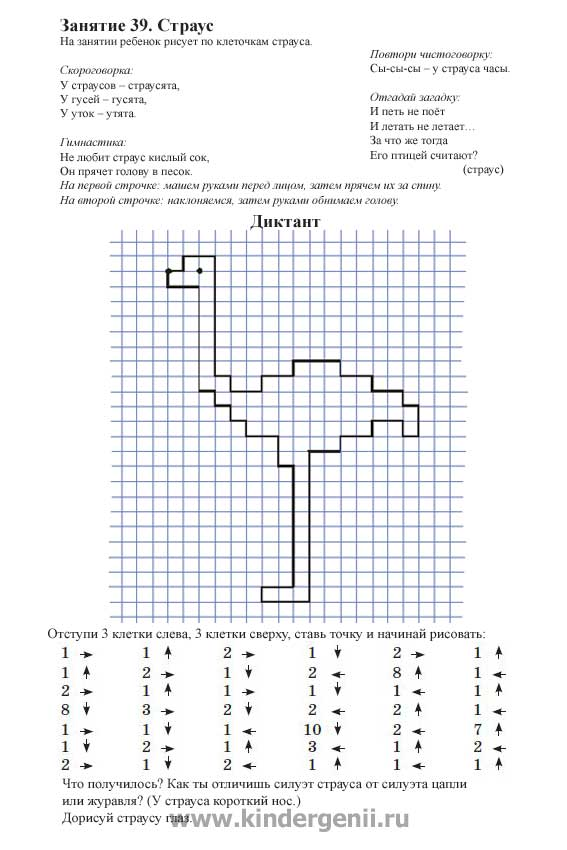 Занятие 39. Страус
На занятии ребенок рисует по клеточкам страуса.
Скороговорка:
У страусов – страусята,
У гусей – гусята,
У уток – утята.
Гимнастика:
Не любит страус кислый сок,
Он прячет голову в песок.
Повтори чистоговорку:
Сы-сы-сы – у страуса часы.
Отгадай загадку:
И петь не поёт
И летать не летает…
За что же тогда
Его птицей считают?
(страус)
На первой строчке: машем руками перед лицом, затем прячем их за спину.
На второй строчке: наклоняемся, затем руками обнимаем голову.
Диктант
Отступи 3 клетки слева, 3 клетки сверху, ставь точку и начинай рисовать:
1 → 1 ↑ 2 → 1 ↓ 2 → 1 ↑
1 ↑ 2 → 1 ↓ 2 ← 8 ↑ 1 ←
2 → 1 ↑ 1 → 1 ↓ 1 ← 1 ↑
8 ↓ 3 → 2 ↓ 2 ← 2 ↑ 1 ←
1 → 1 ↓ 1 ← 10 ↓ 2 ← 7 ↑
1 ↓ 2 → 1 ↑ 3 ← 1 ↑ 2 ←
2 → 1 ↓ 2 ← 1 ↑ 1 ← 1 ↑
Что получилось? Как ты отличишь силуэт страуса от силуэта цапли
или журавля? (У страуса короткий нос.)
Дорисуй страусу глаз.
www.kindergenii.ru